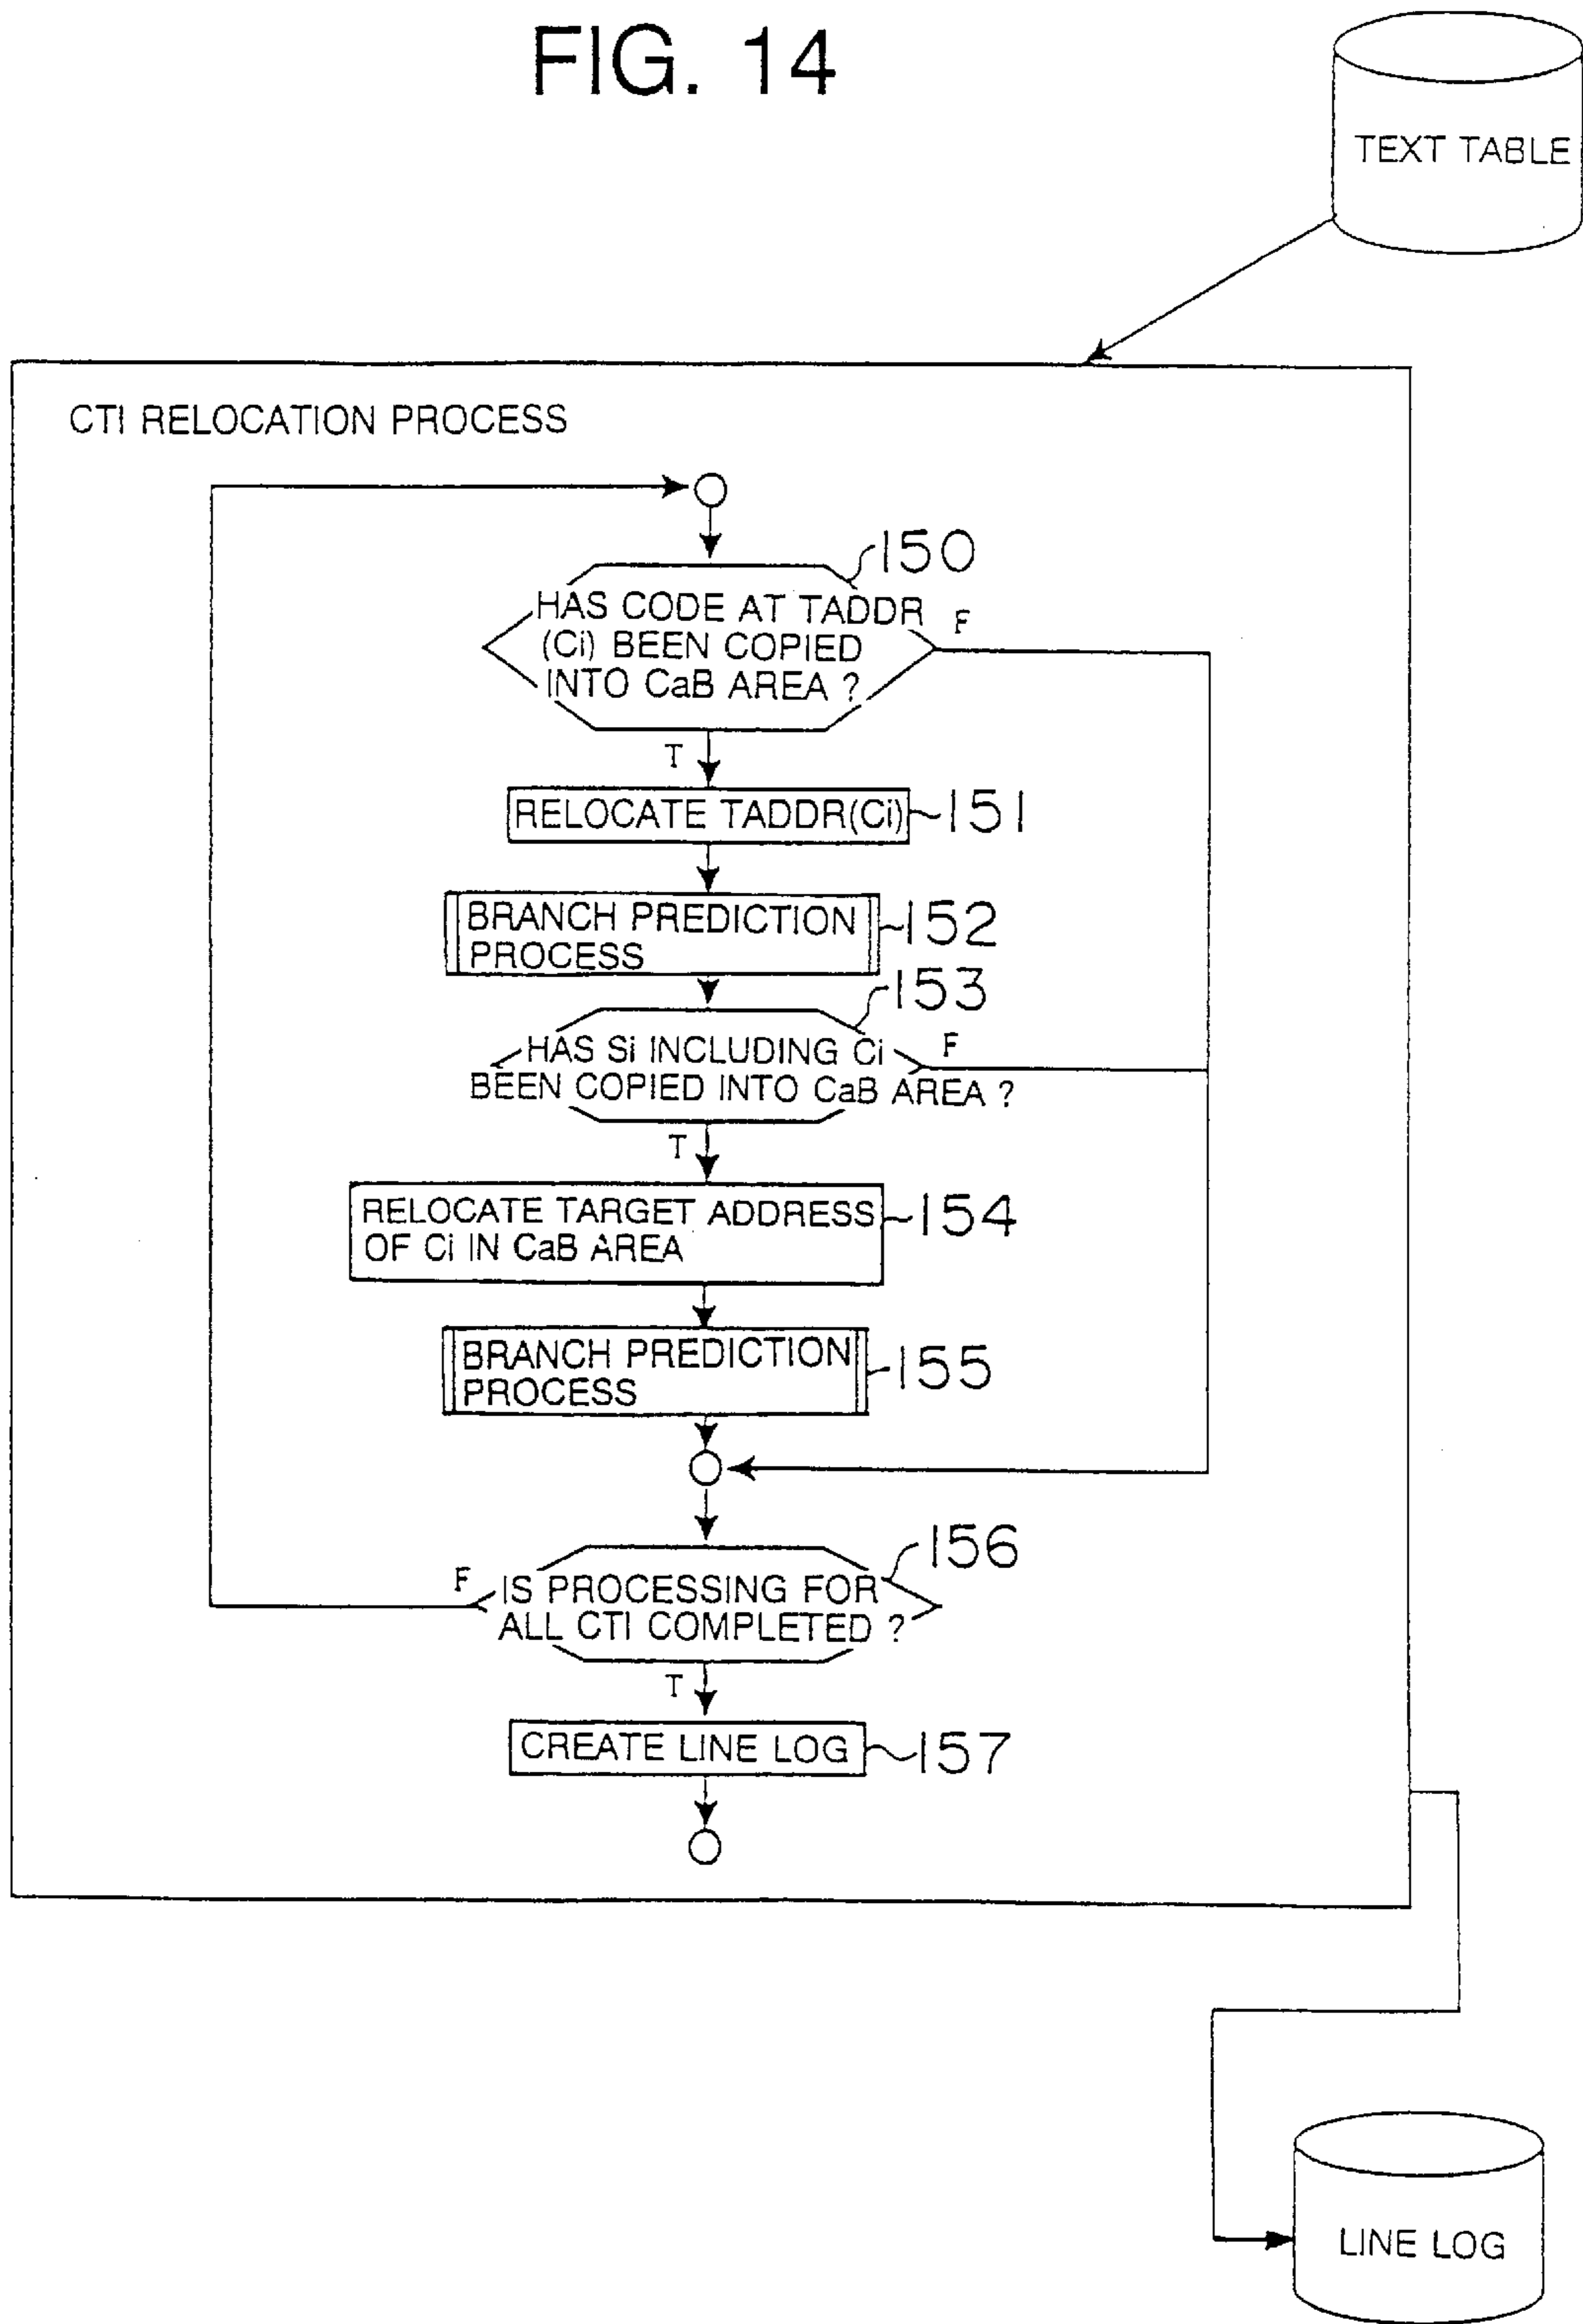 FIG. 14
TEXT TABLE
CTI RELOCATION PROCESS
150
HAS CODE AT TADDR
(Ci) BEEN COPIED
INTO CaB AREA ?
F
T
RELOCATE TADDR(Ci)
151
BRANCH PREDICTION
PROCESS
152
153
HAS Si INCLUDING Ci
BEEN COPIED INTO CaB AREA ?
F
T
RELOCATE TARGET ADDRESS
OF Ci IN CaB AREA
154
BRANCH PREDICTION
PROCESS
155
156
F
IS PROCESSING FOR
ALL CTI COMPLETED ?
T
CREATE LINE LOG
157
LINE LOG